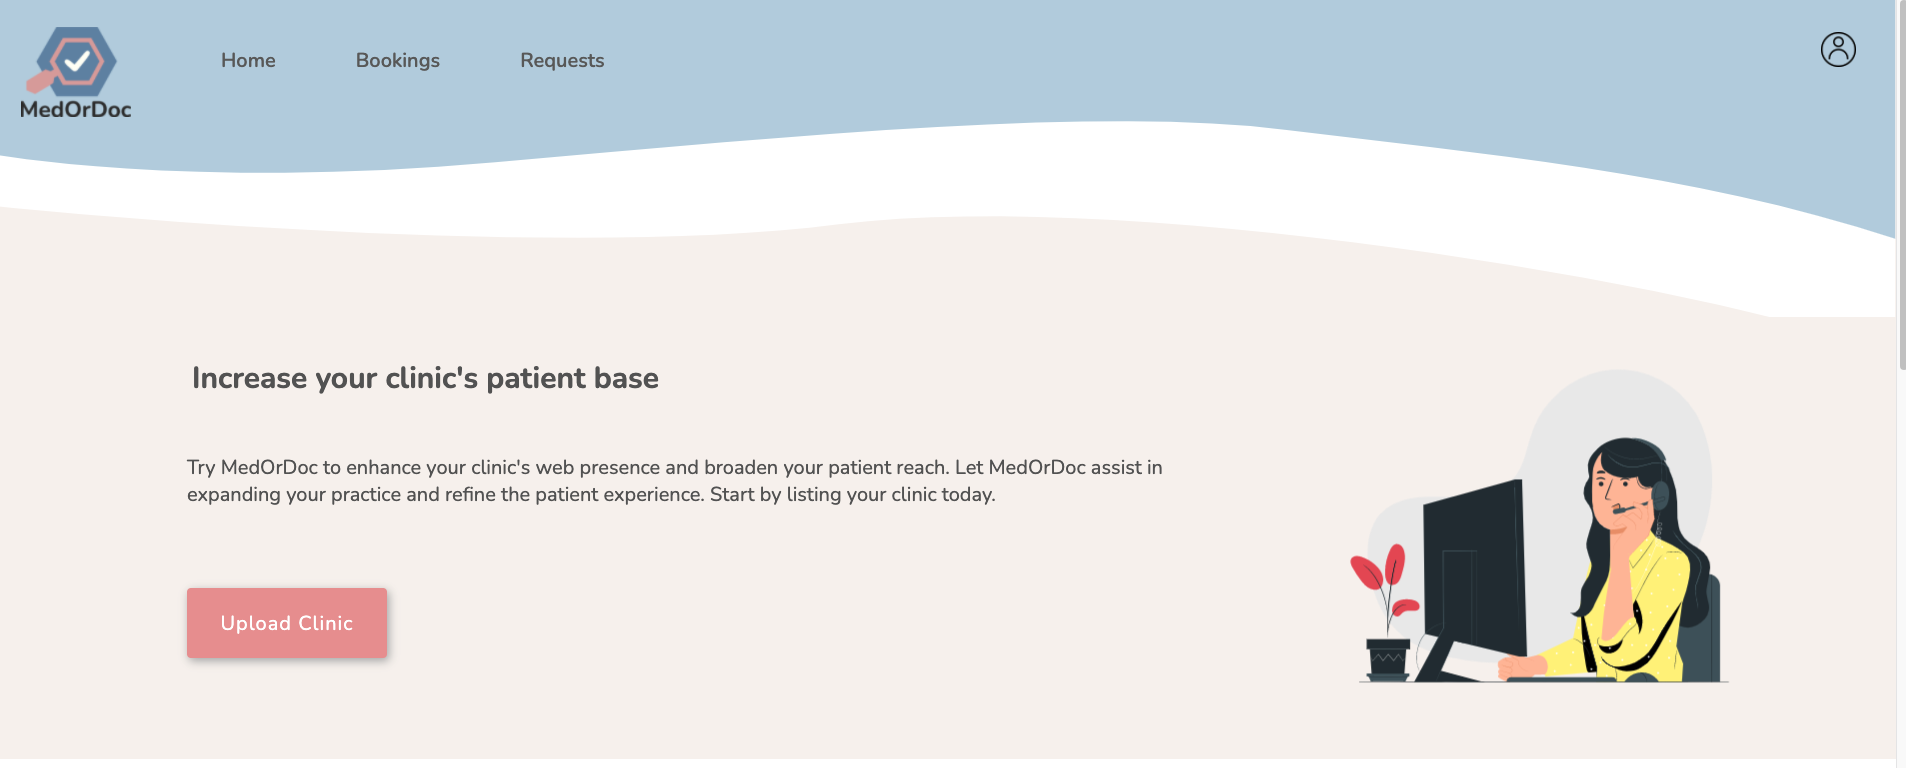 Home
Bookings
Requests
MedOrDoc
Increase your clinic's patient base
Try MedOrDoc to enhance your clinic's web presence and broaden your patient reach. Let MedOrDoc assist in
expanding your practice and refine the patient experience. Start by listing your clinic today.
Upload Clinic